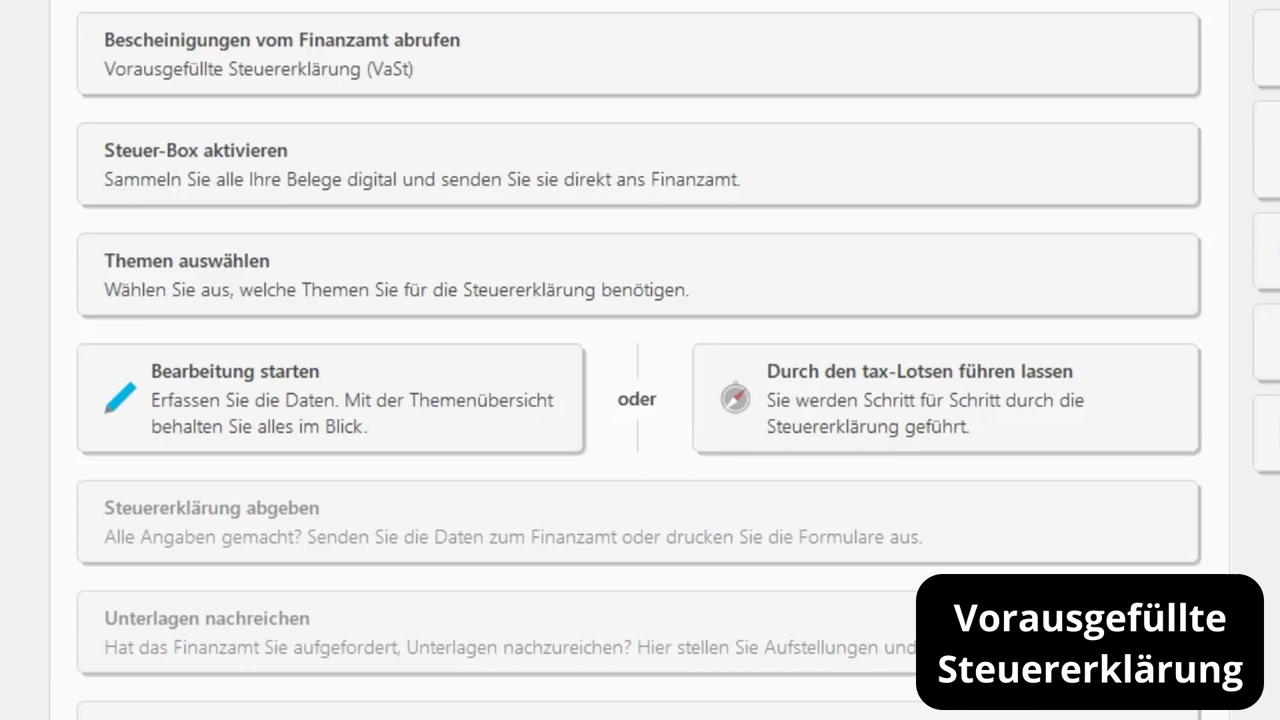 Bescheinigungen vom Finanzamt abrufen
Vorausgefüllte Steuererklärung (VaSt)
Steuer-Box aktivieren
Sammeln Sie alle Ihre Belege digital und senden Sie sie direkt ans Finanzamt.
Themen auswählen
Wählen Sie aus, welche Themen Sie für die Steuererklärung benötigen.
Bearbeitung starten
Erfassen Sie die Daten. Mit der Themenübersicht
behalten Sie alles im Blick.
oder
Durch den tax-Lotsen führen lassen
Sie werden Schritt für Schritt durch die
Steuererklärung geführt.
Steuererklärung abgeben
Alle Angaben gemacht? Senden Sie die Daten zum Finanzamt oder drucken Sie die Formulare aus.
Unterlagen nachreichen
Hat das Finanzamt Sie aufgefordert, Unterlagen nachzureichen? Hier stellen Sie Aufstellungen und
Vorausgefüllte
Steuererklärung